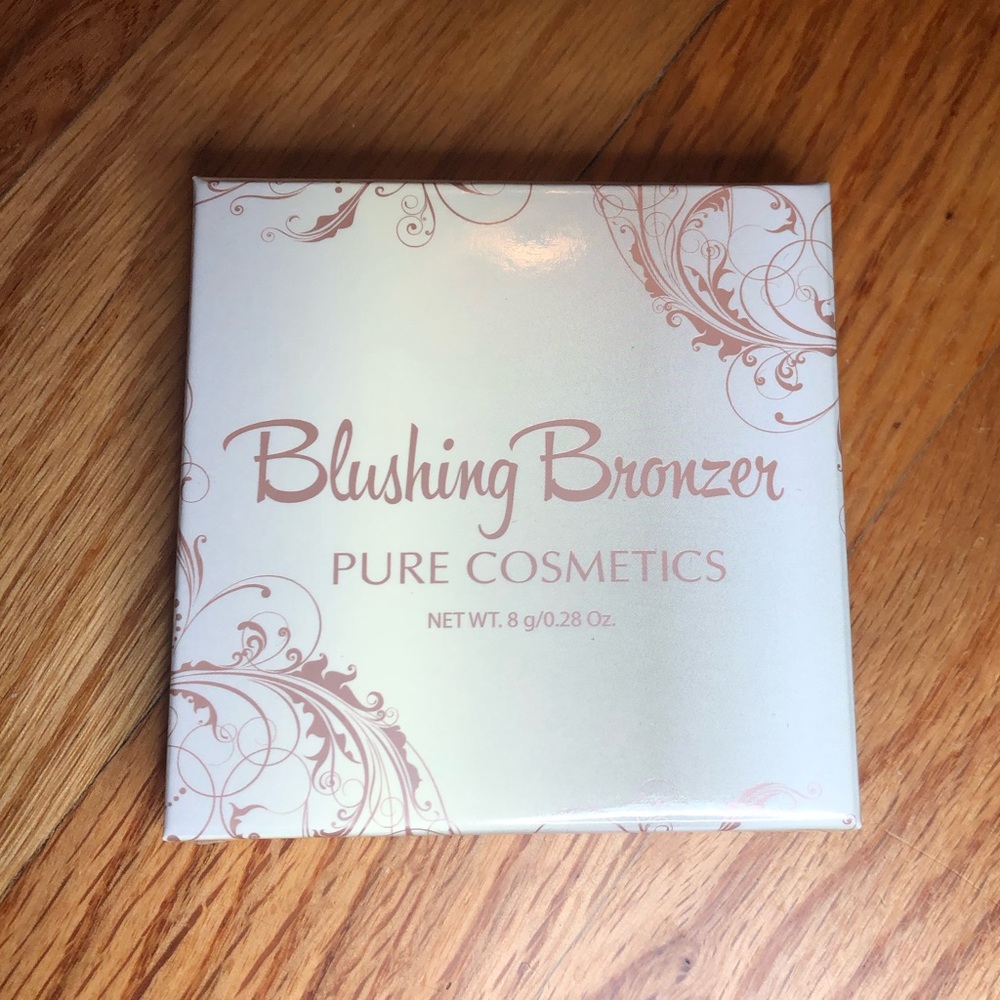 Blushing Bronzer
PURE COSMETICS
NET WT. 8 g/0.28 Oz.